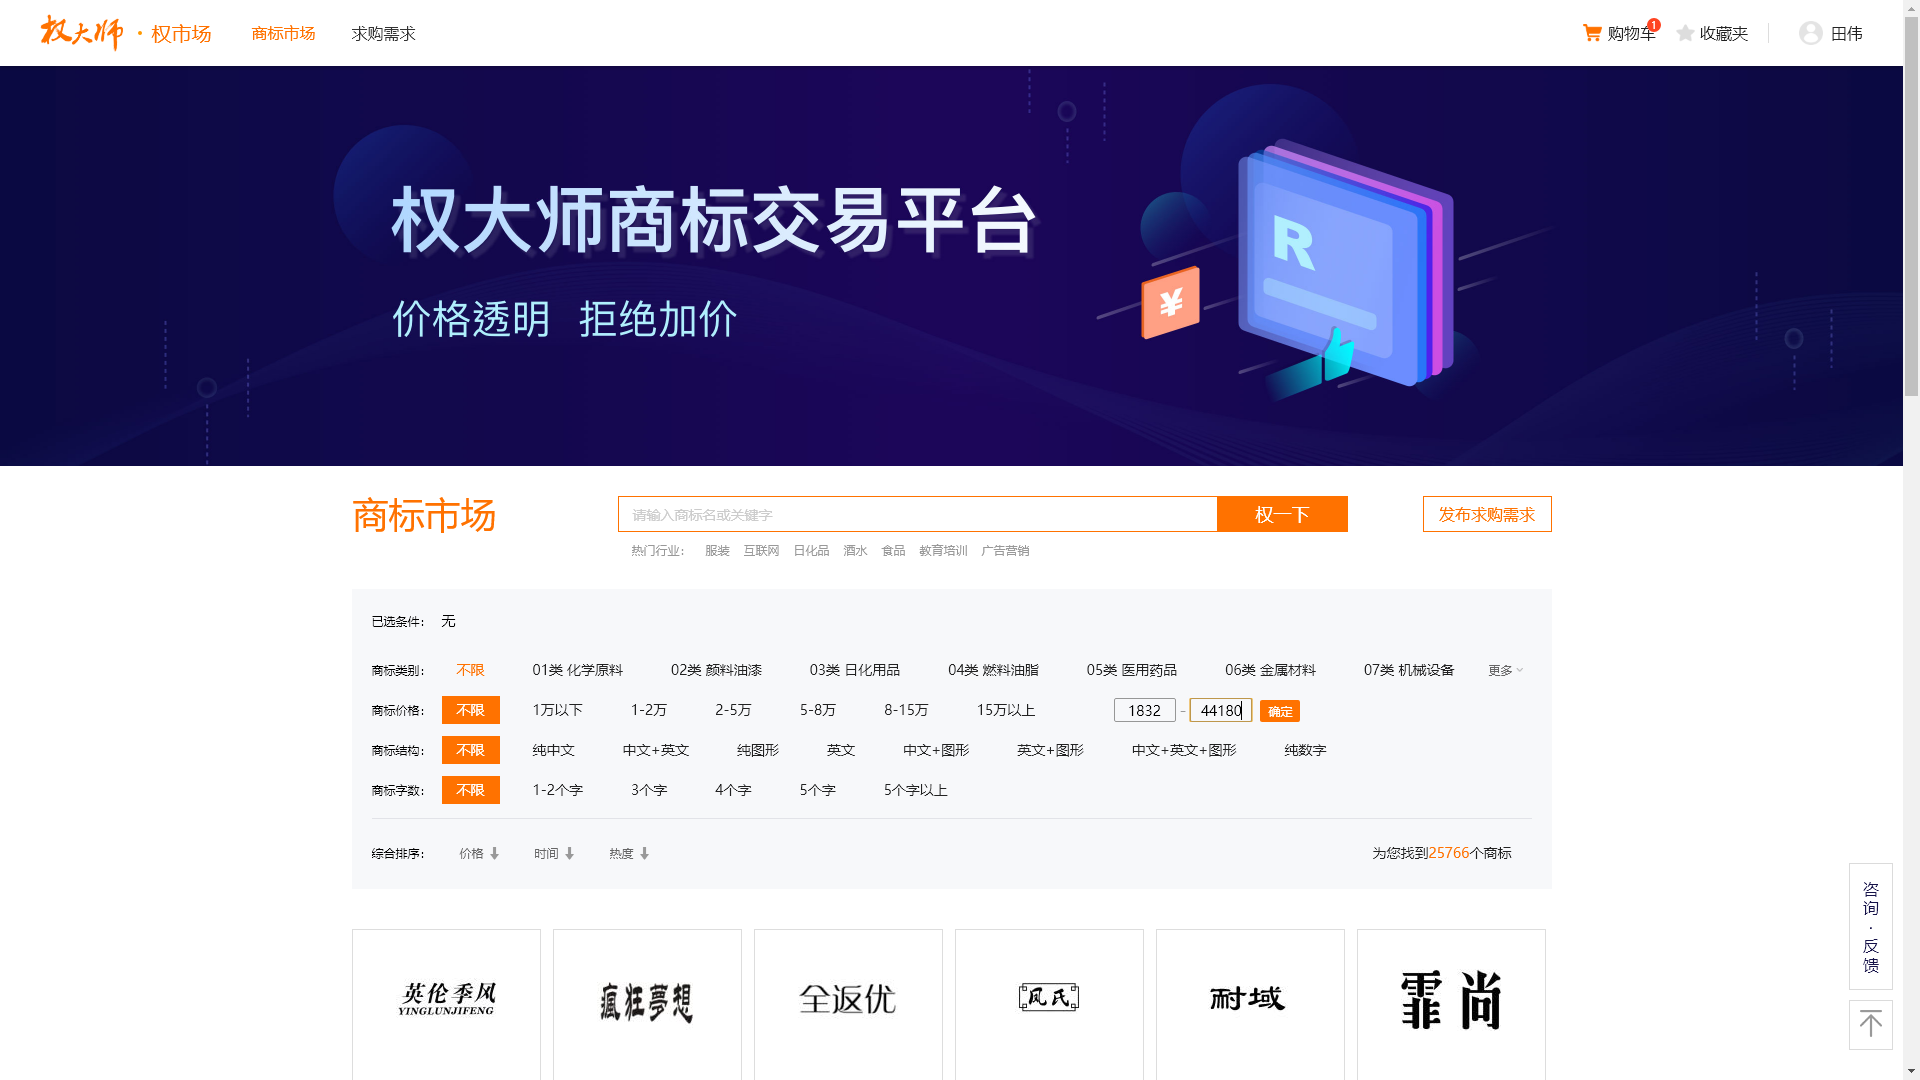 权大师 · 权市场 商标市场 求购需求 购物车 1 收藏夹 田伟
权大师商标交易平台
价格透明 拒绝加价
R
¥
商标市场 请输入商标名或关键字 权一下 发布求购需求
热门行业： 服装 互联网 日化品 酒水 食品 教育培训 广告营销
已选条件： 无
商标类别： 不限 01类 化学原料 02类 颜料油漆 03类 日化用品 04类 燃料油脂 05类 医用药品 06类 金属材料 07类 机械设备 更多
商标价格： 不限 1万以下 1-2万 2-5万 5-8万 8-15万 15万以上 1832 - 44180 确定
商标结构： 不限 纯中文 中文+英文 纯图形 英文 中文+图形 英文+图形 中文+英文+图形 纯数字
商标字数： 不限 1-2个字 3个字 4个字 5个字 5个字以上
综合排序： 价格 时间 热度 为您找到25766个商标
咨询·反馈
英伦季风 瘋狂夢想 全返优 风氏 耐域 霏尚
YINGLUNJIFENG